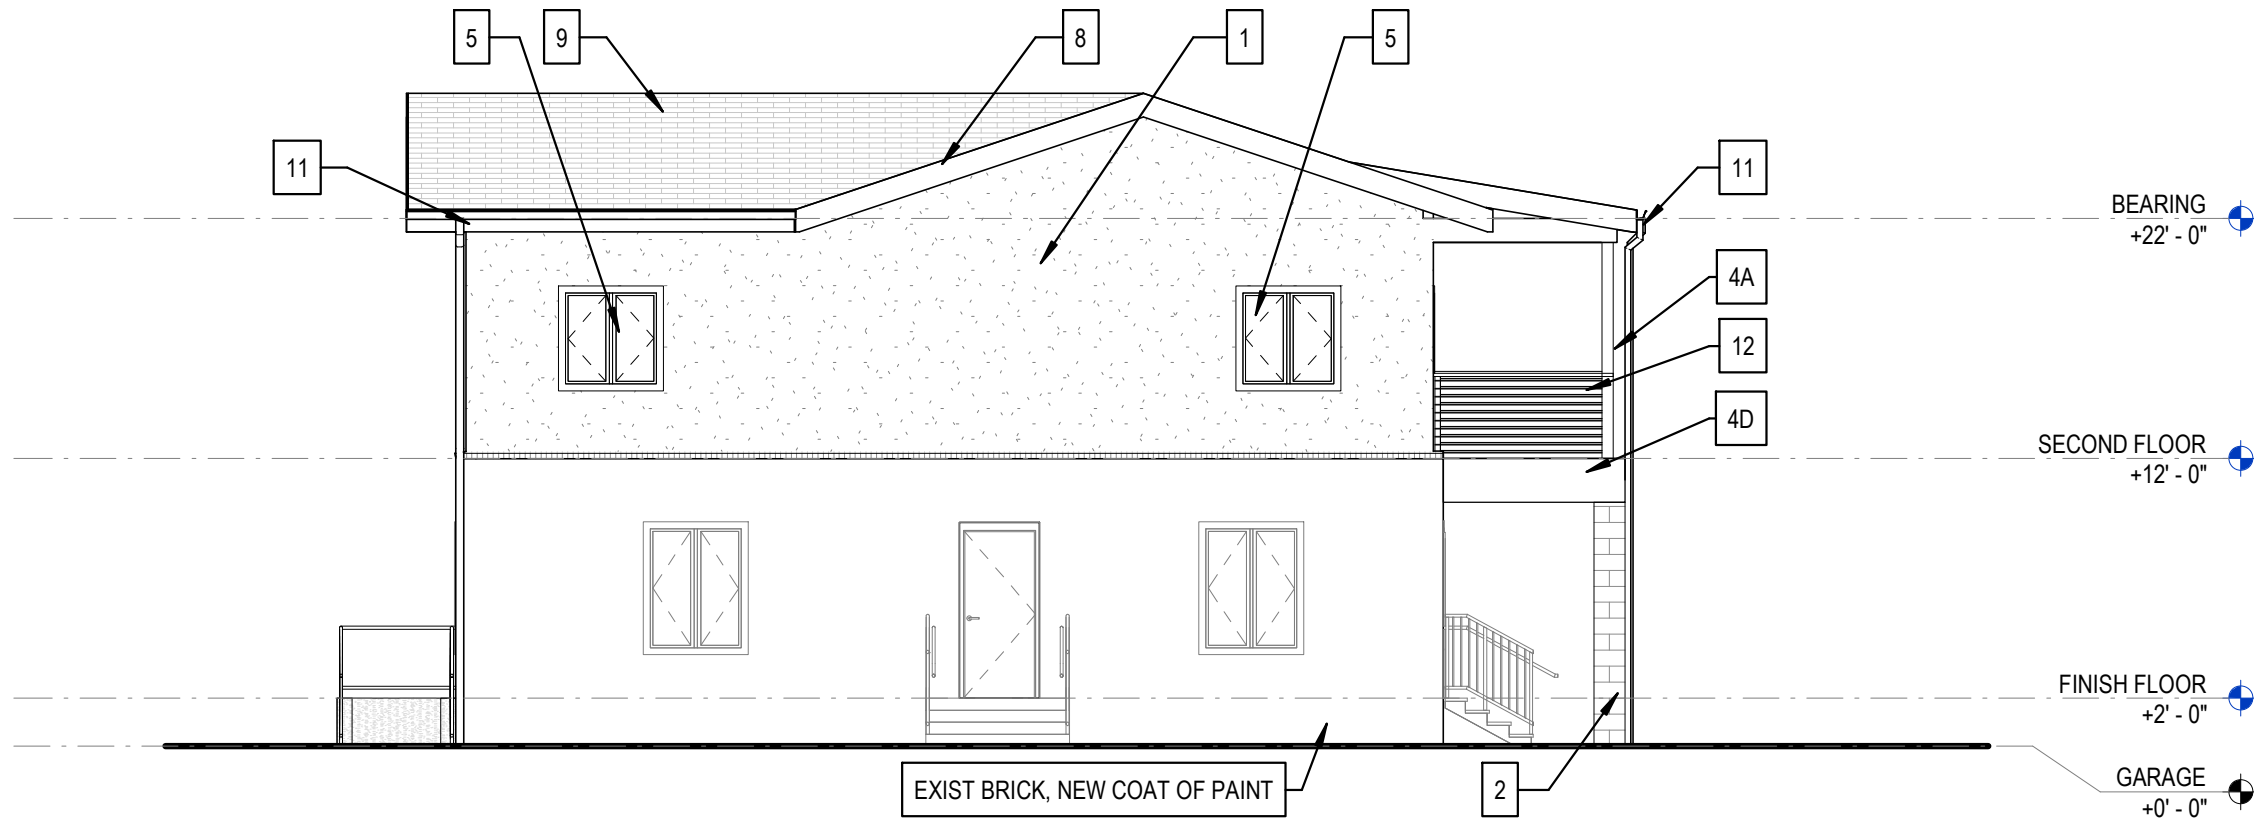 5
9
8
1
5
11
11
BEARING
+22' - 0"
4A
12
4D
SECOND FLOOR
+12' - 0"
FINISH FLOOR
+2' - 0"
EXIST BRICK, NEW COAT OF PAINT
2
GARAGE
+0' - 0"